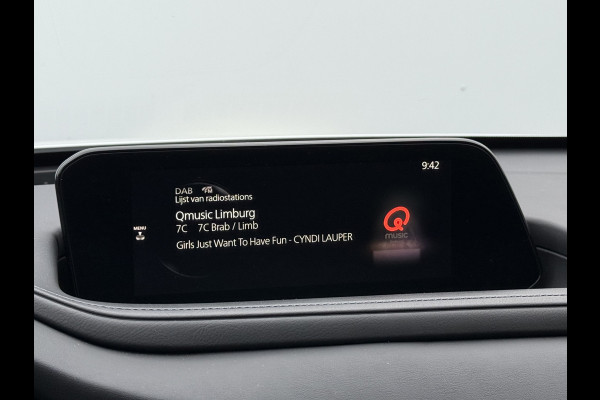 9:42
DAB
Lijst van radiostations
Qmusic Limburg
7C 7C Brab / Limb
Girls Just Want To Have Fun - CYNDI LAUPER
MENU
Q
music